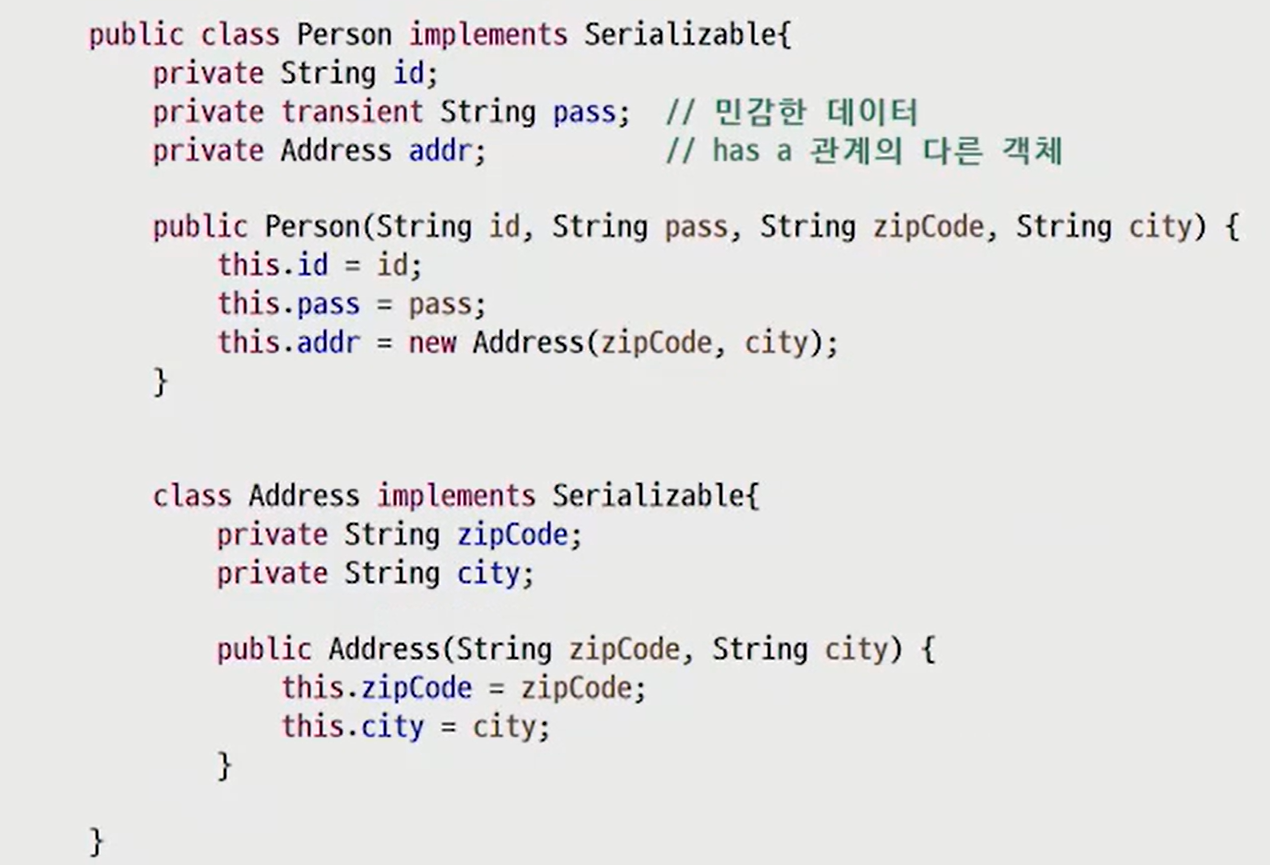 public class Person implements Serializable{
private String id;
private transient String pass;  // 민감한 데이터
private Address addr;           // has a 관계의 다른 객체
public Person(String id, String pass, String zipCode, String city) {
this.id = id;
this.pass = pass;
this.addr = new Address(zipCode, city);
}
class Address implements Serializable{
private String zipCode;
private String city;
public Address(String zipCode, String city) {
this.zipCode = zipCode;
this.city = city;
}
}